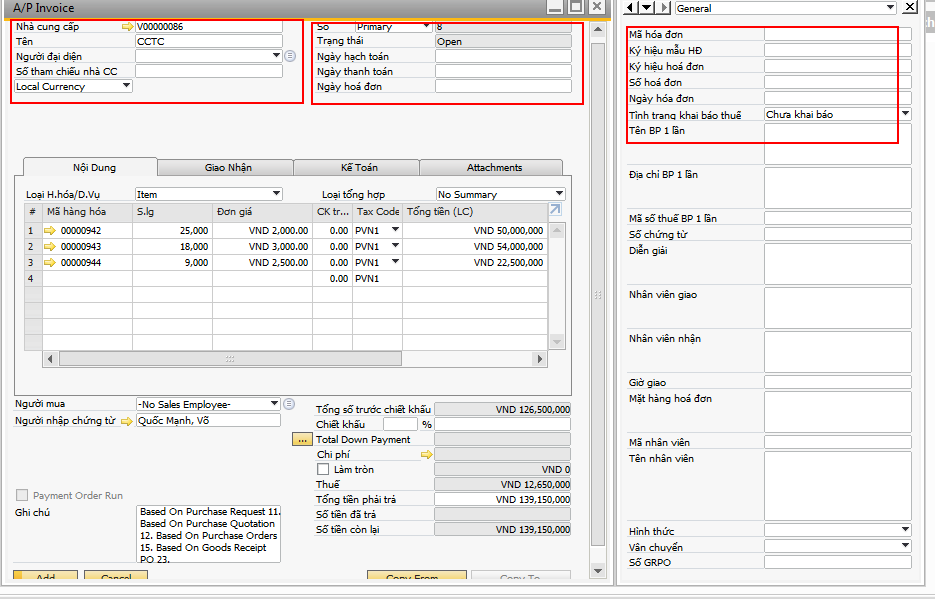 A/P Invoice
Nhà cung cấp V00000086
Tên CCTC
Người đại diện
Số tham chiếu nhà CC
Local Currency
Số Primary 8
Trạng thái Open
Ngày hạch toán
Ngày thanh toán
Ngày hoá đơn
Nội Dung Giao Nhận Kế Toán Attachments
Loại H.hóa/D.Vụ Item Loại tổng hợp No Summary
# Mã hàng hóa S.lg Đơn giá CK tr... Tax Code Tổng tiền (LC)
1 00000942 25,000 VND 2,000.00 0.00 PVN1 VND 50,000,000
2 00000943 18,000 VND 3,000.00 0.00 PVN1 VND 54,000,000
3 00000944 9,000 VND 2,500.00 0.00 PVN1 VND 22,500,000
4 0.00 PVN1
Người mua -No Sales Employee-
Người nhập chứng từ Quốc Mạnh, Võ
Tổng số trước chiết khấu VND 126,500,000
Chiết khấu %
... Total Down Payment
Chi phí
Làm tròn VND 0
Thuế VND 12,650,000
Tổng tiền phải trả VND 139,150,000
Số tiền đã trả
Số tiền còn lại VND 139,150,000
Payment Order Run
Ghi chú
Based On Purchase Request 11.
Based On Purchase Quotation
12. Based On Purchase Orders
15. Based On Goods Receipt
PO 23.
Add Cancel Copy From Copy To
General
Mã hóa đơn
Ký hiệu mẫu HĐ
Ký hiệu hoá đơn
Số hoá đơn
Ngày hóa đơn
Tình trạng khai báo thuế Chưa khai báo
Tên BP 1 lần
Địa chỉ BP 1 lần
Mã số thuế BP 1 lần
Số chứng từ
Diễn giải
Nhân viên giao
Nhân viên nhận
Giờ giao
Mặt hàng hoá đơn
Mã nhân viên
Tên nhân viên
Hình thức
Vân chuyển
Số GRPO